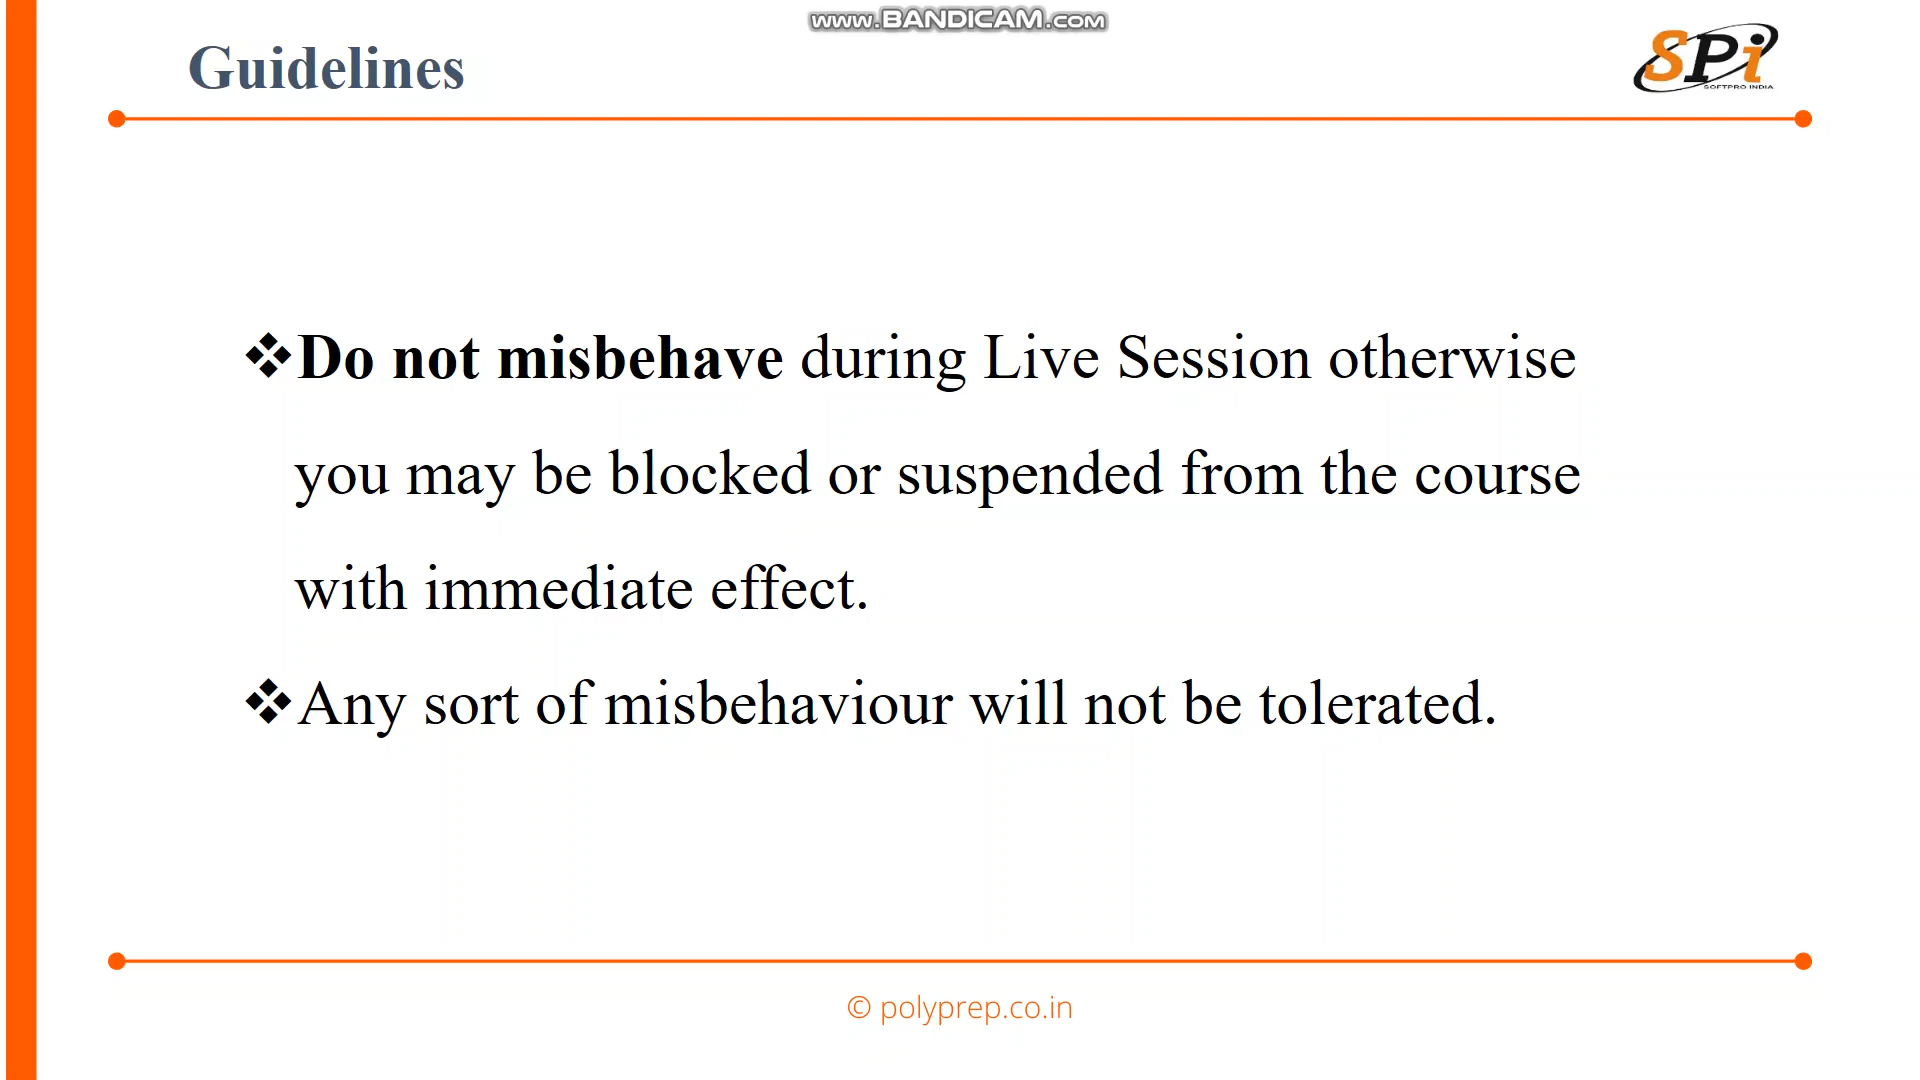 www.BANDICAM.com
Guidelines
SPi
SOFTPRO INDIA
❖Do not misbehave during Live Session otherwise
you may be blocked or suspended from the course
with immediate effect.
❖Any sort of misbehaviour will not be tolerated.
© polyprep.co.in